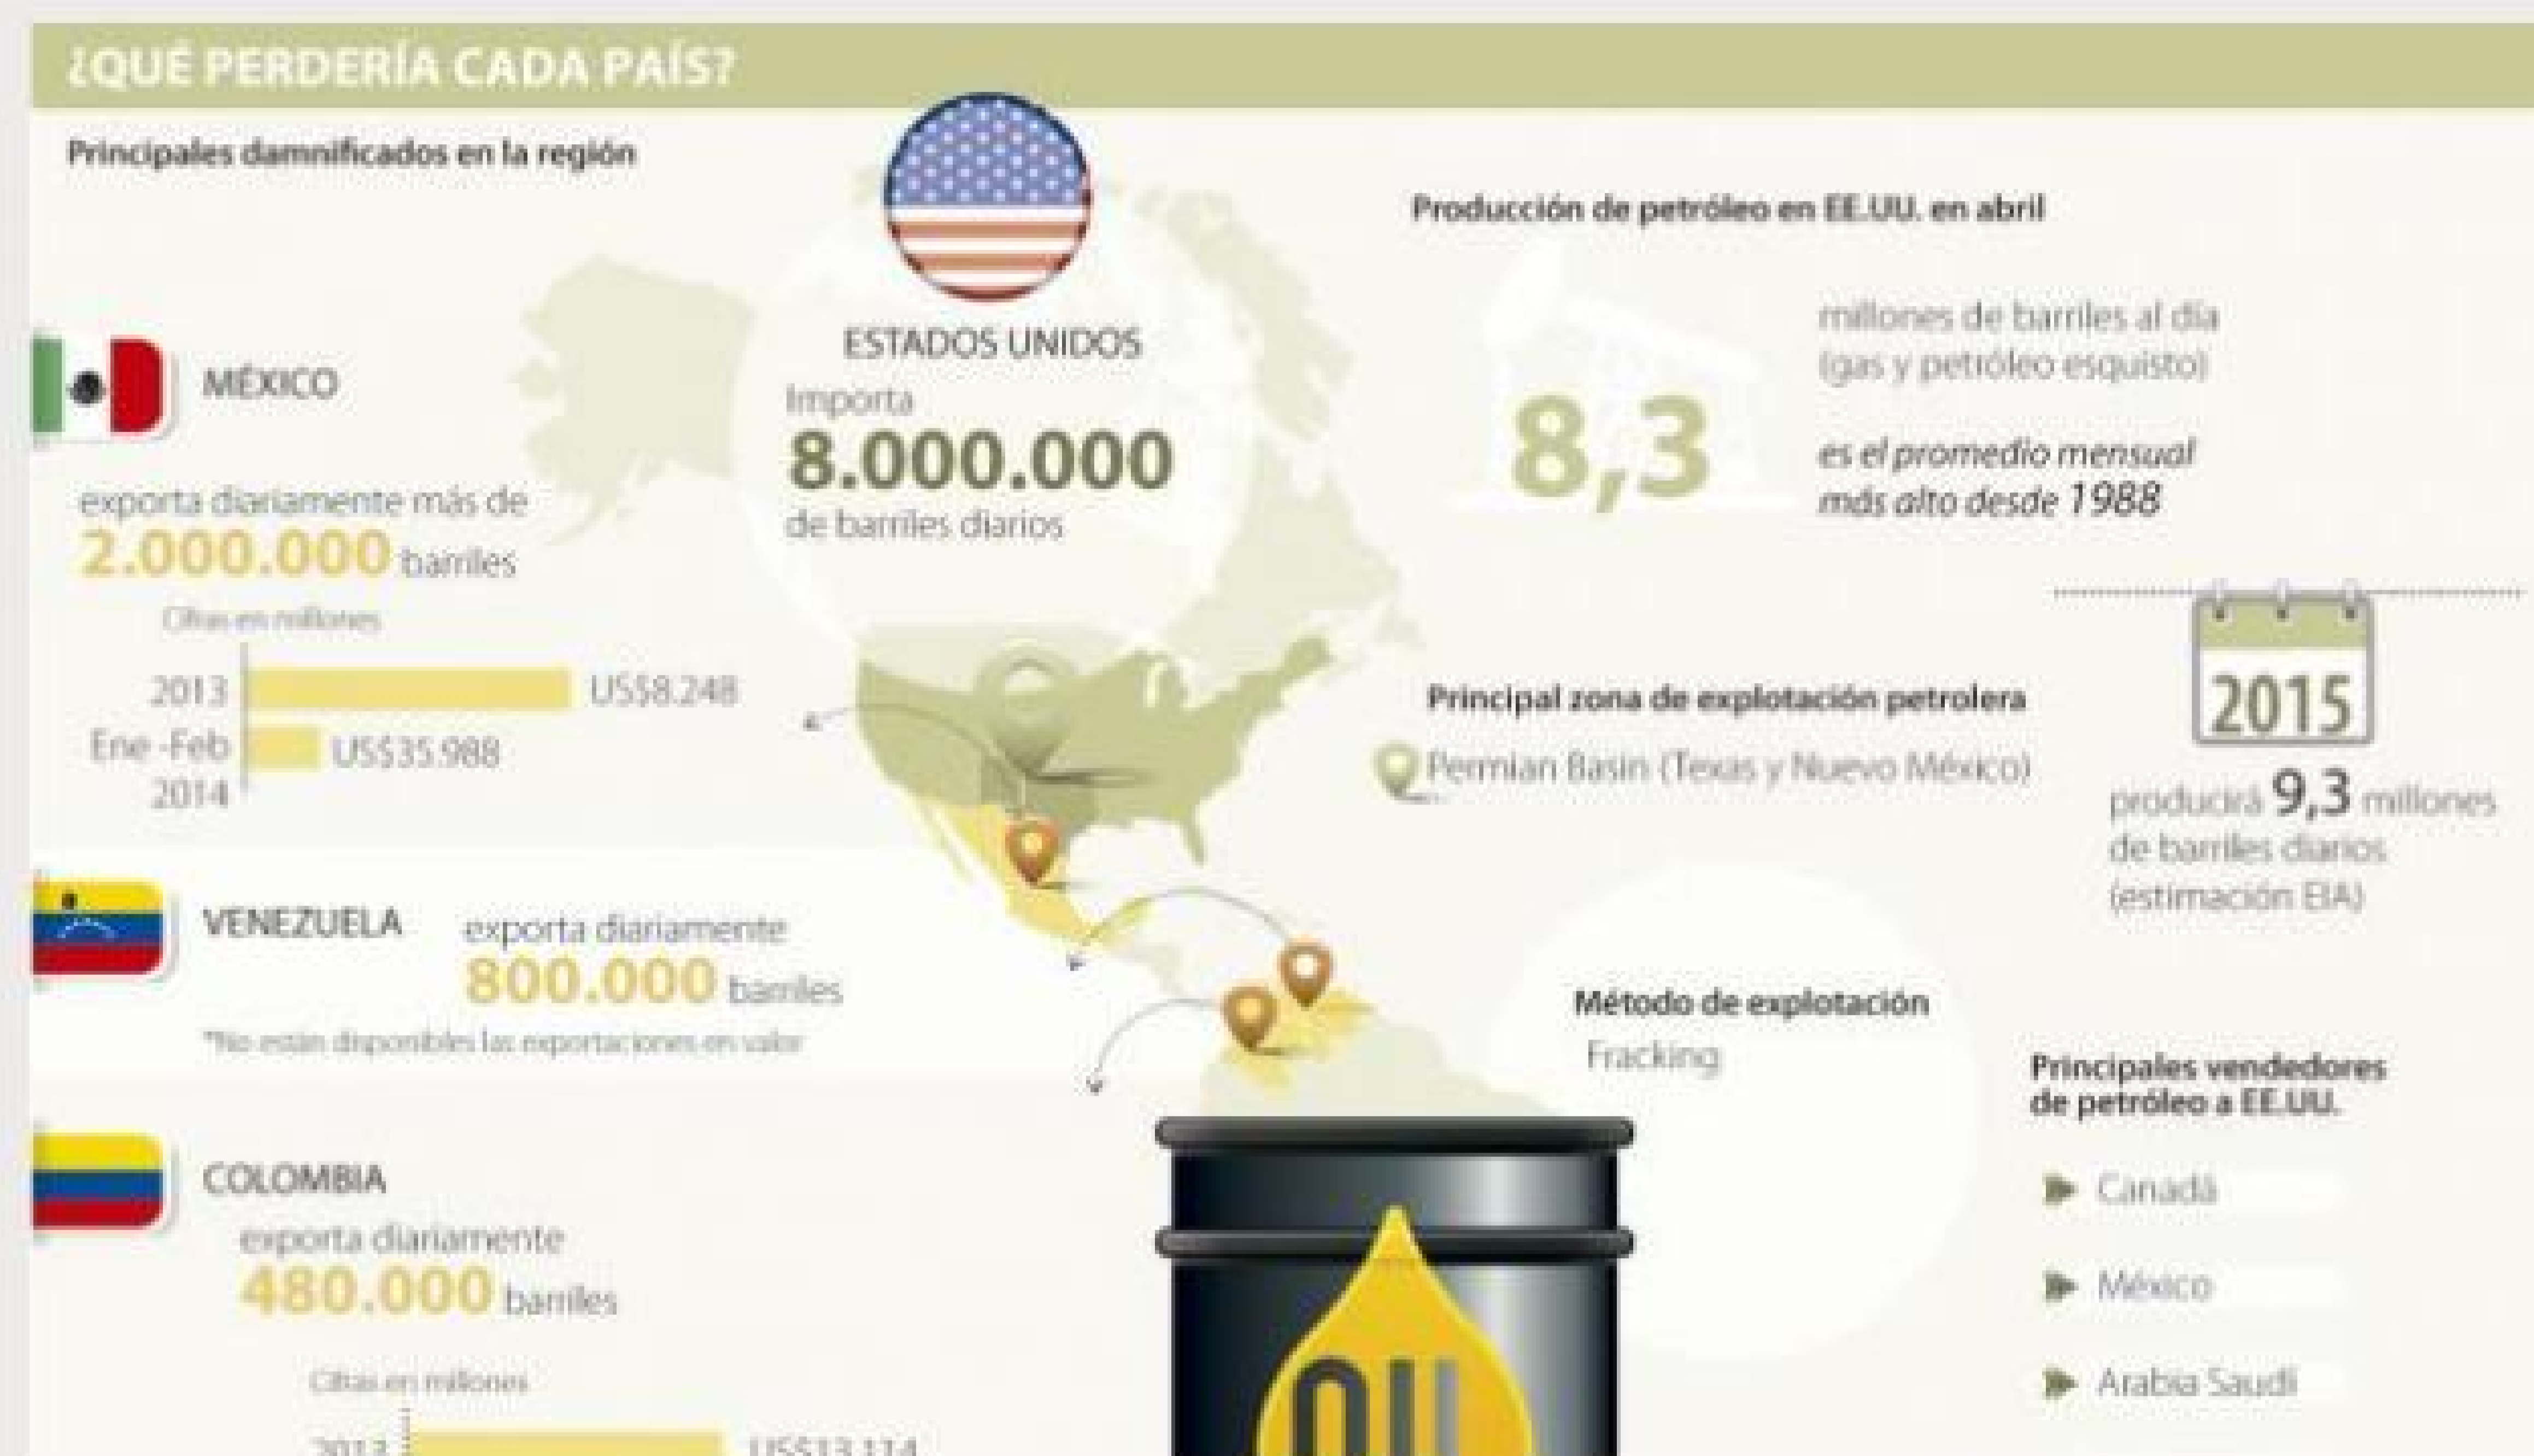 ¿QUÉ PERDERÍA CADA PAÍS?
Principales damnificados en la región
MÉXICO
exporta diariamente más de
2.000.000 barriles
Cifras en millones
2013 US$8.248
Ene -Feb US$35.988
2014
VENEZUELA
exporta diariamente
800.000 barriles
*No están disponibles las exportaciones en valor
COLOMBIA
exporta diariamente
480.000 barriles
Cifras en millones
2013 US$13.114
ESTADOS UNIDOS
Importa
8.000.000
de barriles diarios
Producción de petróleo en EE.UU. en abril
8,3
millones de barriles al día
(gas y petróleo esquisto)
es el promedio mensual
más alto desde 1988
Principal zona de explotación petrolera
Permian Basin (Texas y Nuevo México)
2015
producirá 9,3 millones
de barriles diarios
(estimación EIA)
Método de explotación
Fracking
OIL
Principales vendedores
de petróleo a EE.UU.
Canadá
México
Arabia Saudí